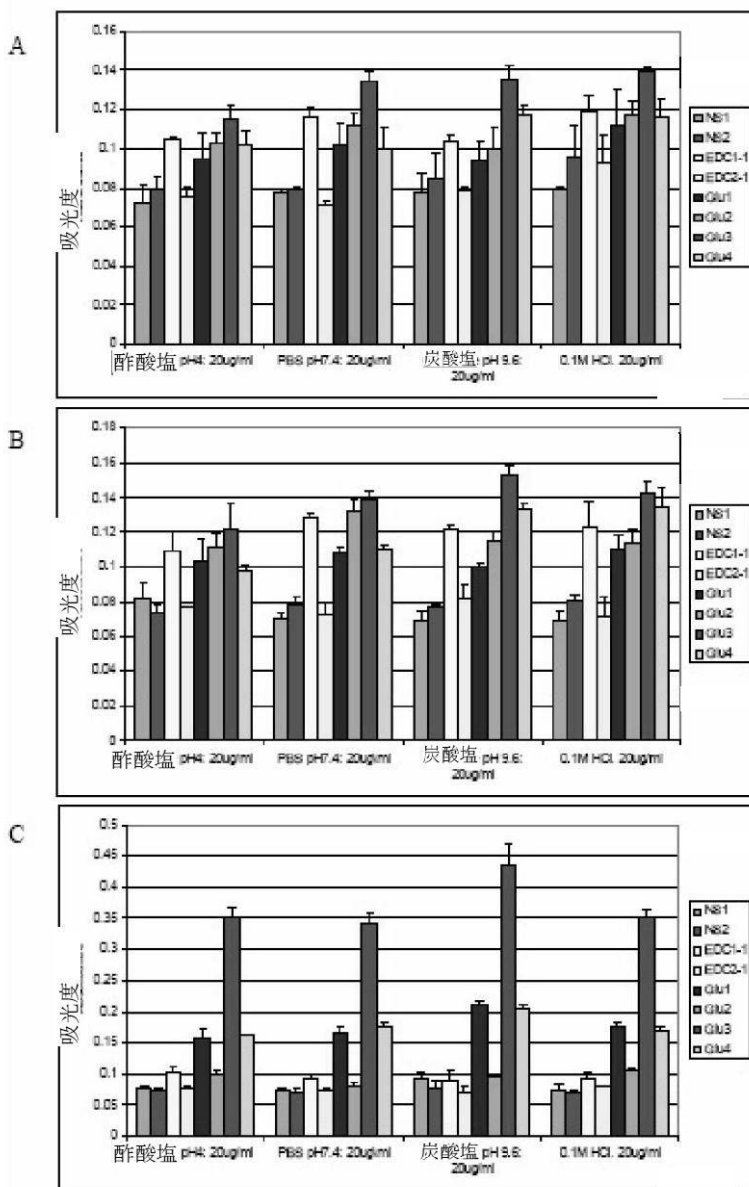 A
0.16
0.14
0.12
0.1
0.08
0.06
0.04
0.02
0
吸光度
酢酸塩 pH4: 20ug/ml
PBS pH7.4: 20ug/ml
炭酸塩 pH 9.6:
20ug/ml
0.1M HCl. 20ug/ml
NS1
NS2
EDC1-1
EDC2-1
Glu1
Glu2
Glu3
Glu4
B
0.18
0.16
0.14
0.12
0.1
0.08
0.06
0.04
0.02
0
吸光度
酢酸塩 pH4: 20ug/ml
PBS pH7.4: 20ug/ml
炭酸塩 pH 9.6:
20ug/ml
0.1M HCl. 20ug/ml
NS1
NS2
EDC1-1
EDC2-1
Glu1
Glu2
Glu3
Glu4
C
0.5
0.45
0.4
0.35
0.3
0.25
0.2
0.15
0.1
0.05
0
吸光度
酢酸塩 pH4: 20ug/ml
PBS pH7.4: 20ug/ml
炭酸塩 pH 9.6:
20ug/ml
0.1M HCl. 20ug/ml
NS1
NS2
EDC1-1
EDC2-1
Glu1
Glu2
Glu3
Glu4